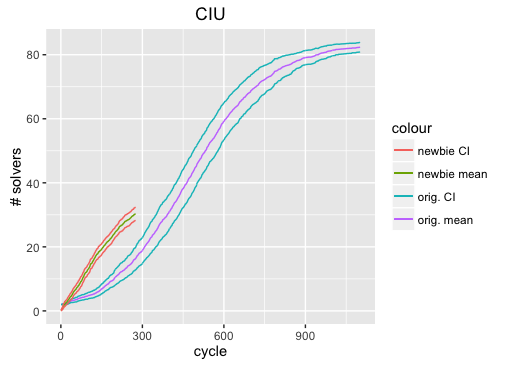 CIU
# solvers
80
60
40
20
0
0 300 600 900
cycle
colour
newbie CI
newbie mean
orig. CI
orig. mean